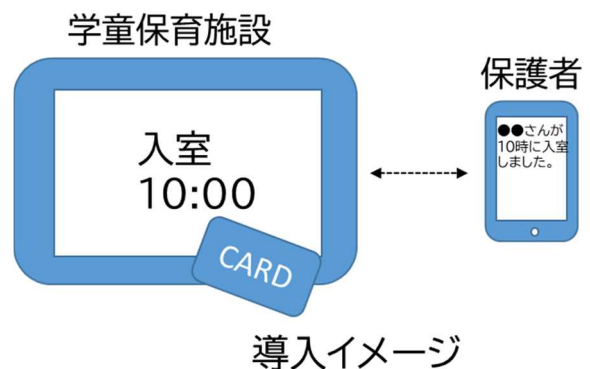 学童保育施設
保護者
入室
10:00
CARD
●●さんが
10時に入室
しました。
導入イメージ